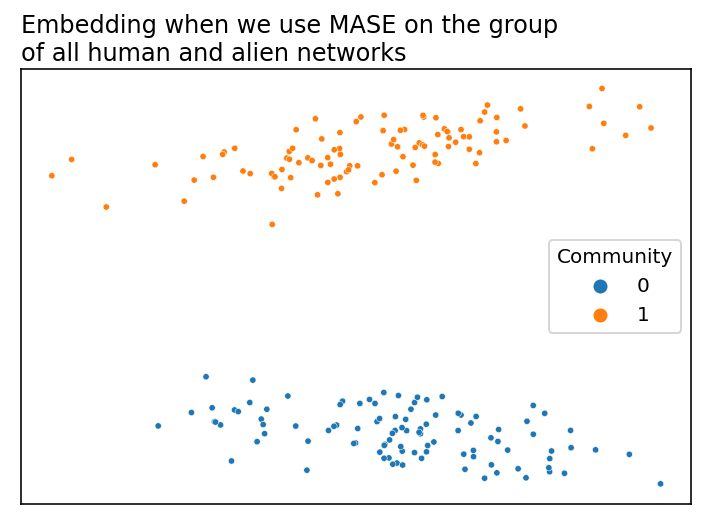 Embedding when we use MASE on the group
of all human and alien networks
Community
0
1